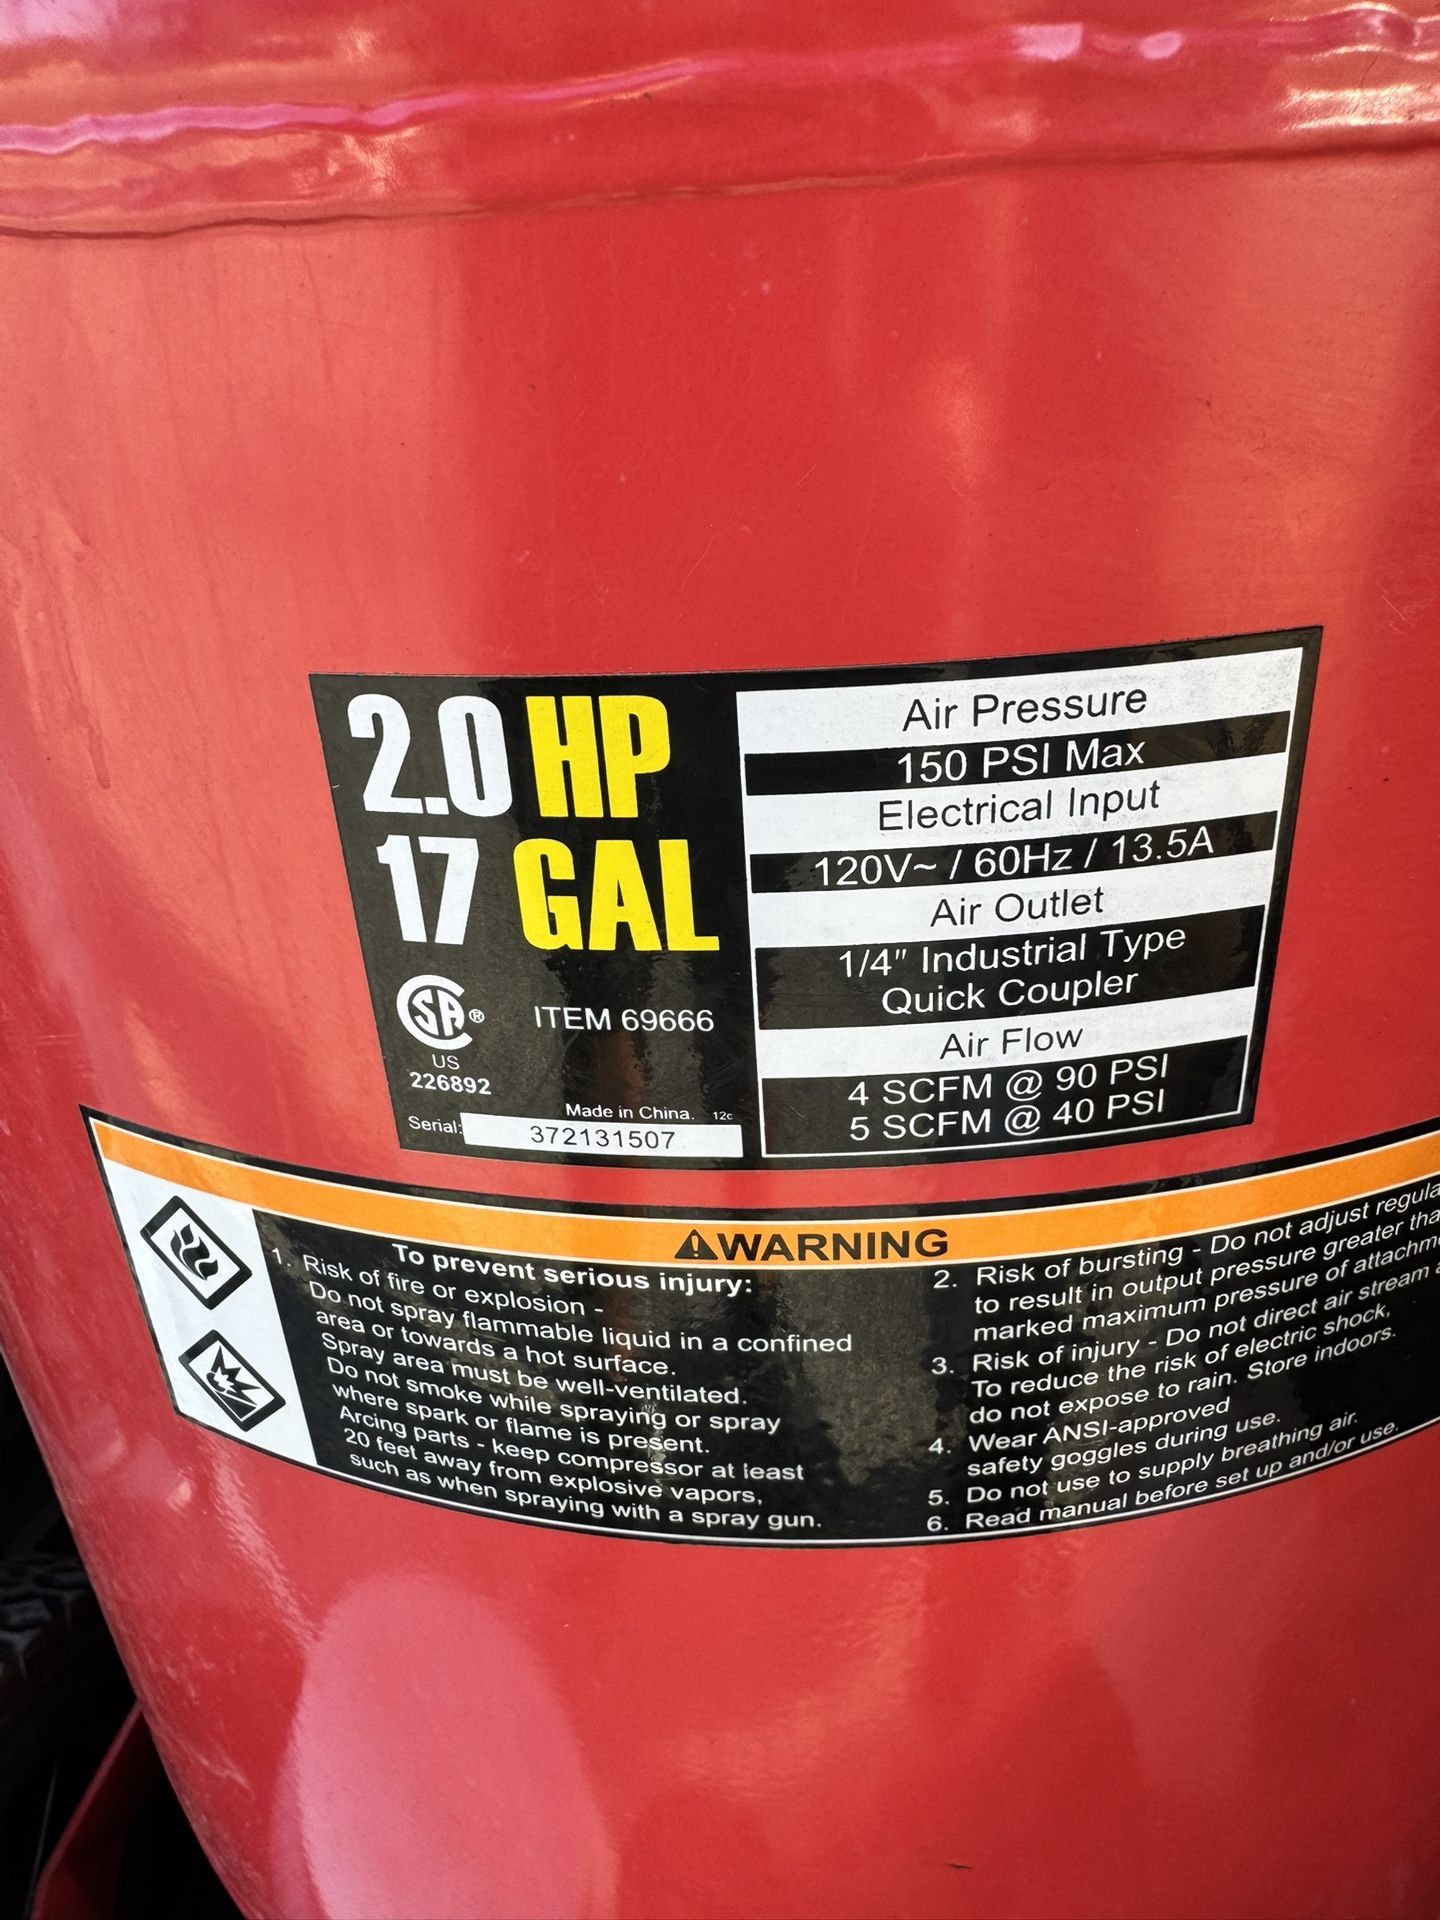 2.0 HP
17 GAL
CSA®
US
226892
ITEM 69666
Made in China. 12c
Serial: 372131507
Air Pressure
150 PSI Max
Electrical Input
120V~ / 60Hz / 13.5A
Air Outlet
1/4" Industrial Type
Quick Coupler
Air Flow
4 SCFM @ 90 PSI
5 SCFM @ 40 PSI
WARNING
To prevent serious injury:
1. Risk of fire or explosion -
Do not spray flammable liquid in a confined
area or towards a hot surface.
Spray area must be well-ventilated.
Do not smoke while spraying or spray
where spark or flame is present.
Arcing parts - keep compressor at least
20 feet away from explosive vapors,
such as when spraying with a spray gun.
2. Risk of bursting - Do not adjust
to result in output pressure greater
marked maximum pressure of
3. Risk of injury - Do not direct air stream
To reduce the risk of electric shock,
do not expose to rain. Store indoors.
4. Wear ANSI-approved
safety goggles during use.
5. Do not use to supply breathing air.
6. Read manual before set up and/or use.